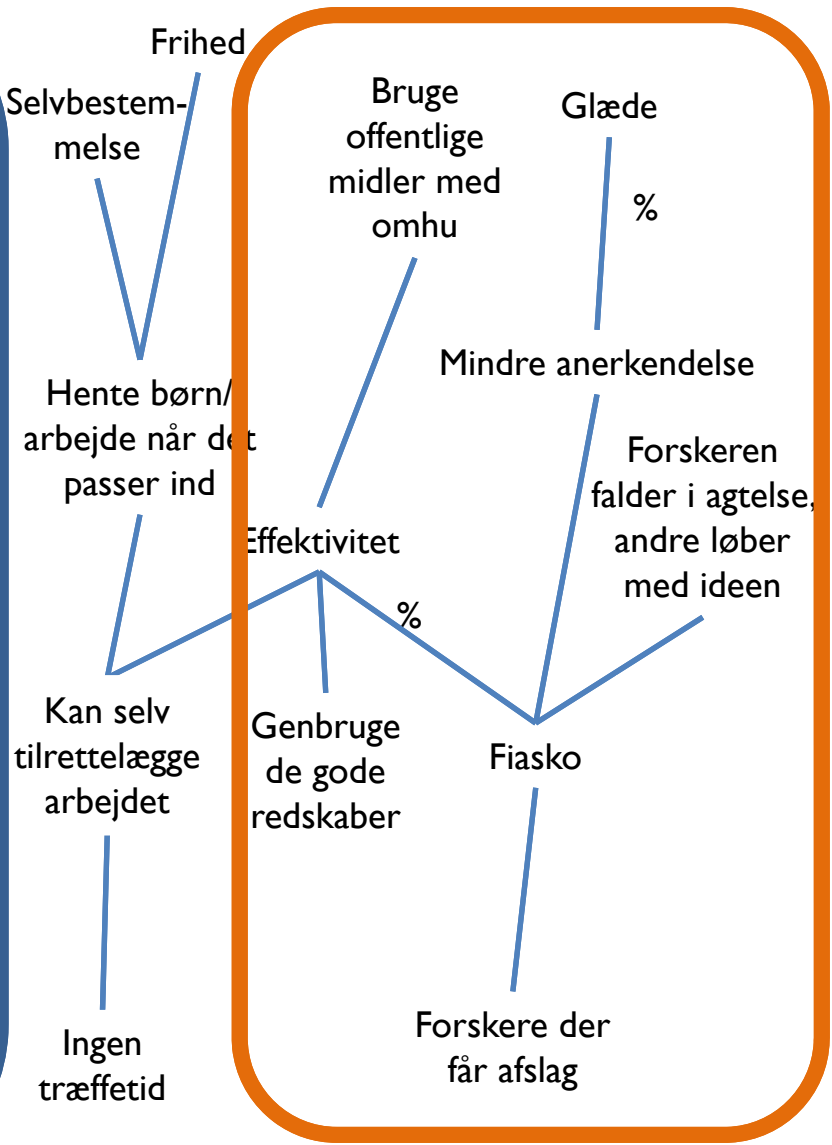 Frihed
Selvbestem-
melse
Bruge
offentlige
midler med
omhu
Glæde
%
Mindre anerkendelse
Hente børn/
arbejde når det
passer ind
Forskeren
falder i agtelse,
andre løber
med ideen
Effektivitet
%
Kan selv
tilrettelægge
arbejdet
Genbruge
de gode
redskaber
Fiasko
Ingen
træffetid
Forskere der
får afslag